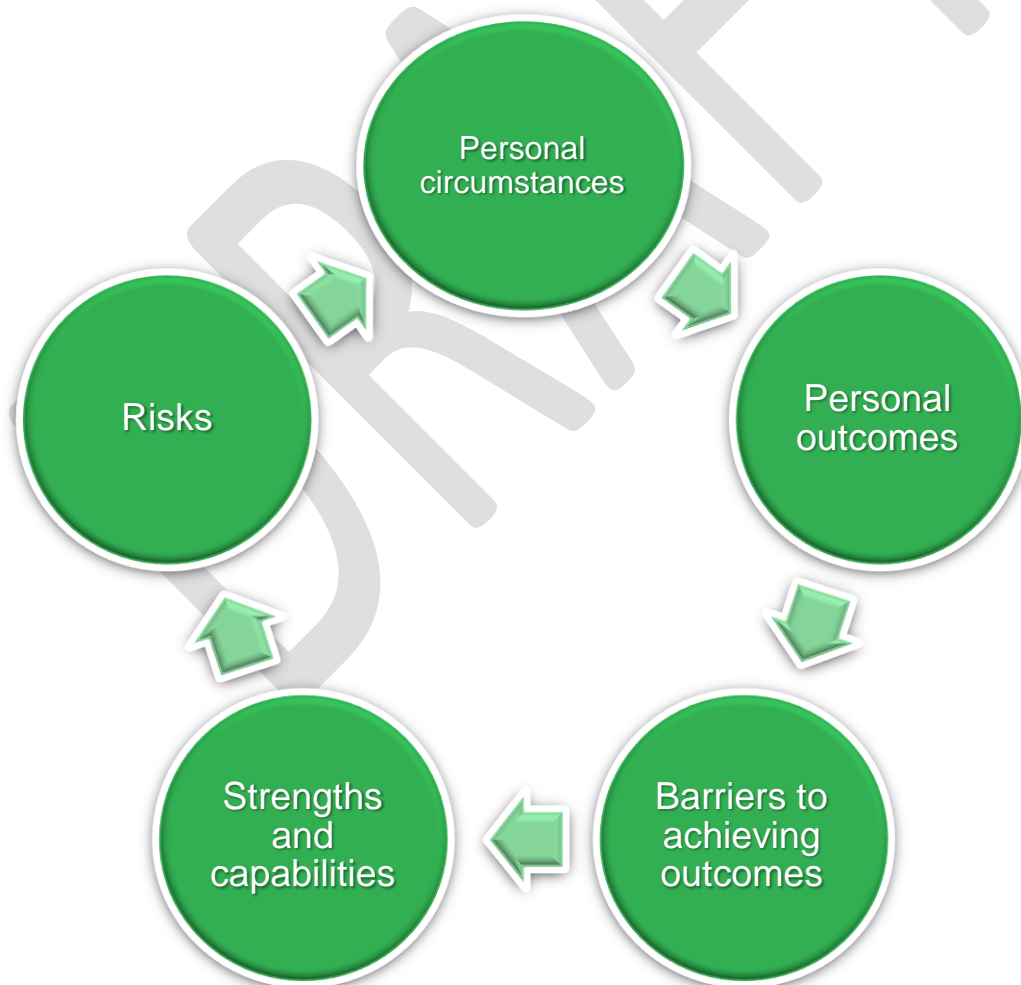 Personal
circumstances
Personal
outcomes
Barriers to
achieving
outcomes
Strengths
and
capabilities
Risks
DRAFT